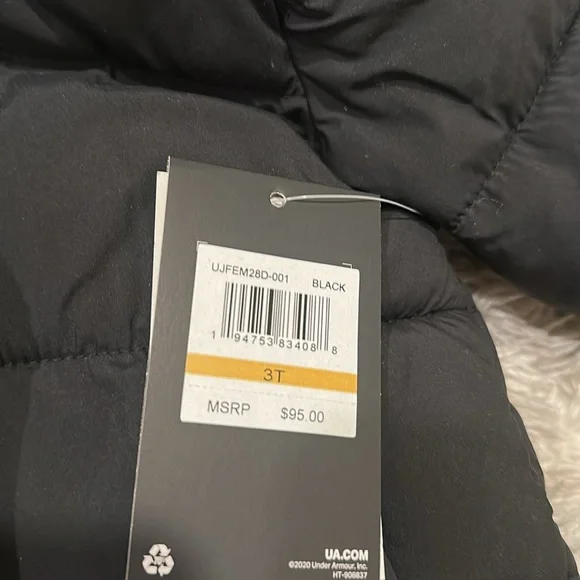 UJFEM28D-001 BLACK
1 94753 83408 8
3T
MSRP $95.00
UA.COM
©2020 Under Armour, Inc.
HT-908837